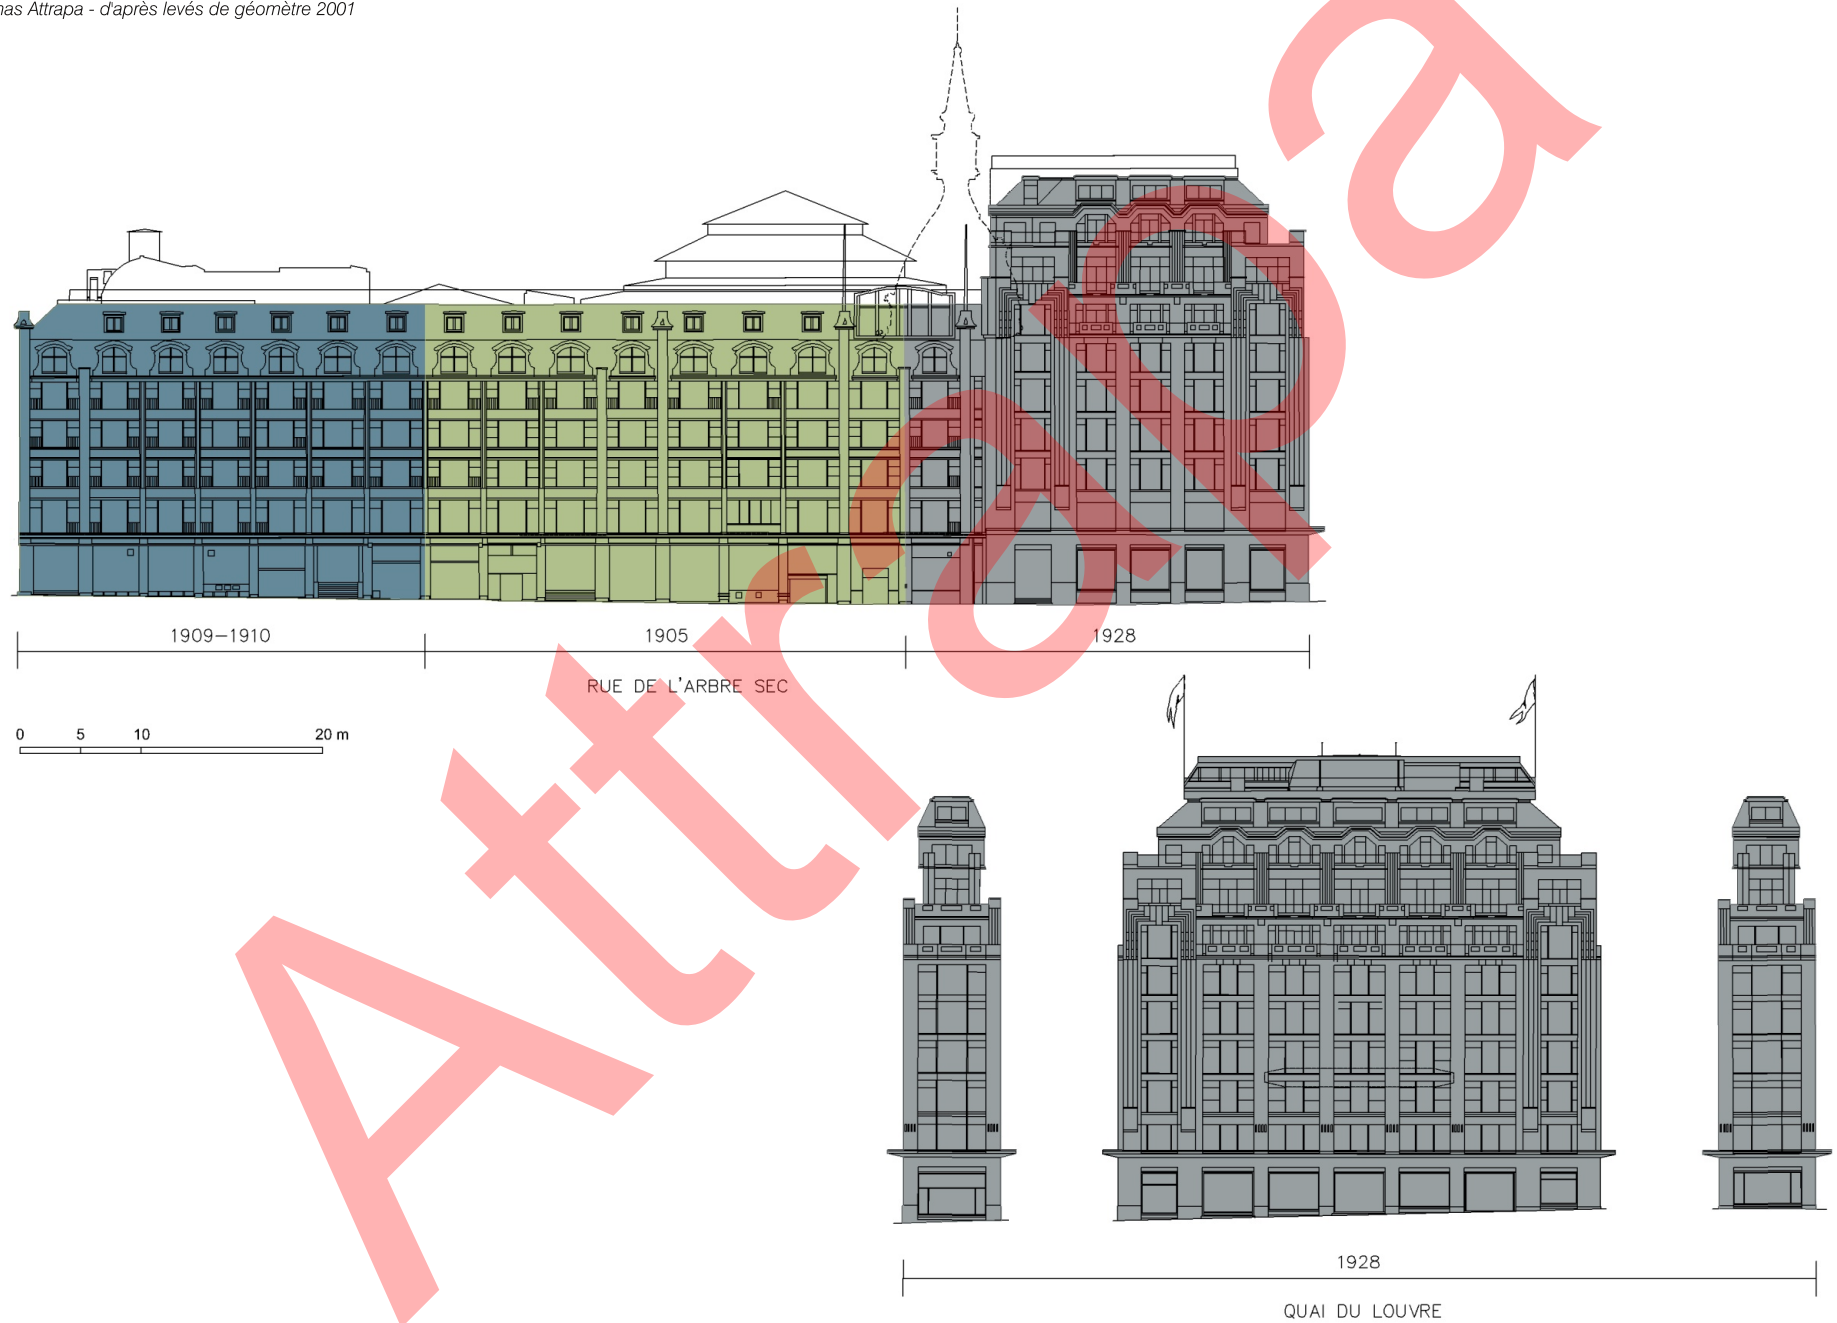 Attrapa - d'après levés de géomètre 2001
1909–1910 1905 1928
RUE DE L'ARBRE SEC
0 5 10 20 m
1928
QUAI DU LOUVRE
Attrapa